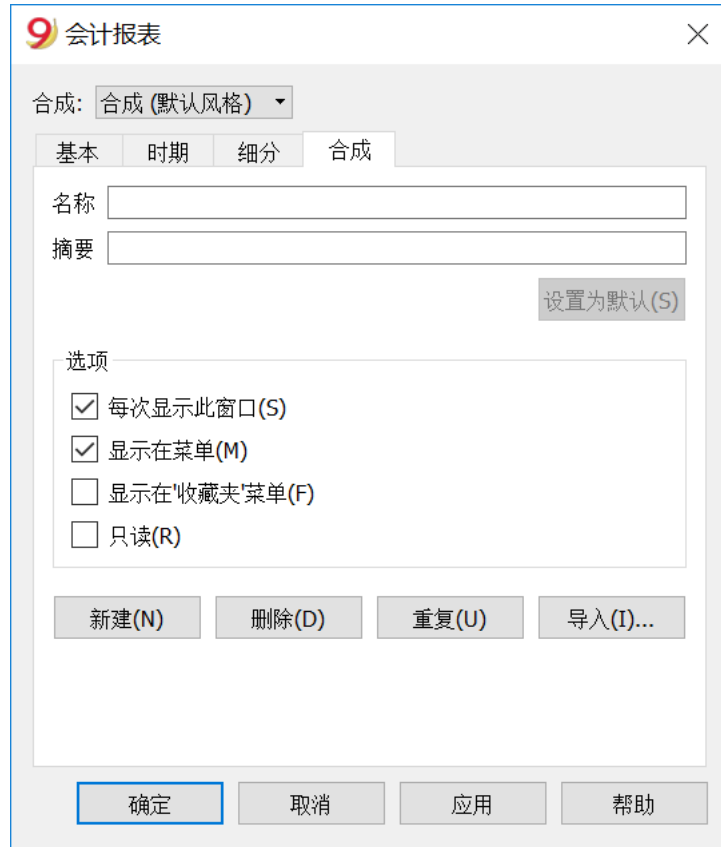 9 会计报表
合成: 合成 (默认风格)
基本 时期 细分 合成
名称
摘要
设置为默认(S)
选项
每次显示此窗口(S)
显示在菜单(M)
显示在'收藏夹'菜单(F)
只读(R)
新建(N) 删除(D) 重复(U) 导入(I)...
确定 取消 应用 帮助